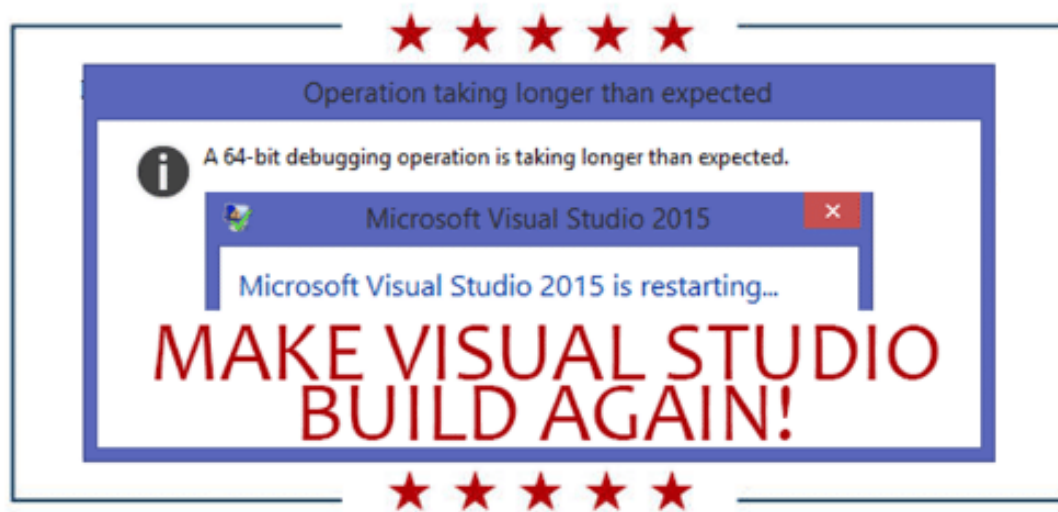 Operation taking longer than expected
A 64-bit debugging operation is taking longer than expected.
Microsoft Visual Studio 2015
Microsoft Visual Studio 2015 is restarting...
MAKE VISUAL STUDIO
BUILD AGAIN!